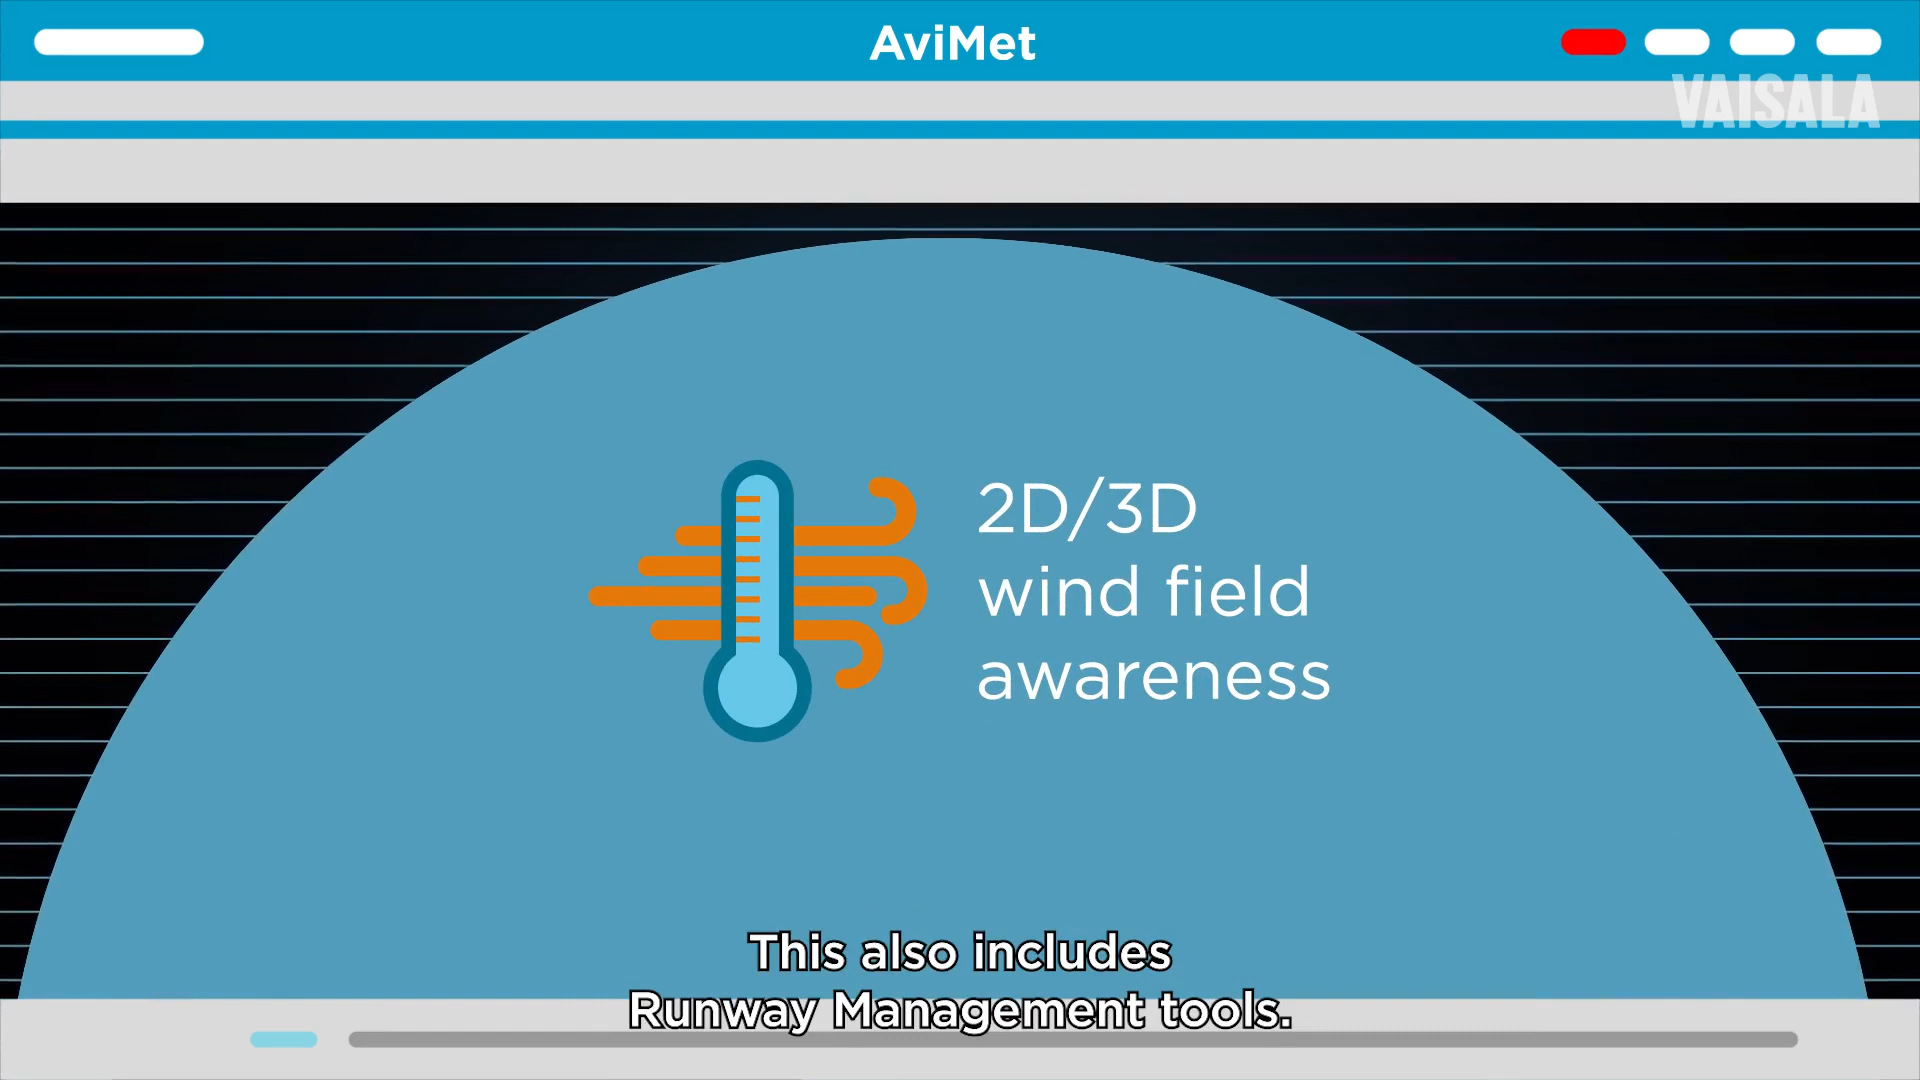 AviMet
VAISALA
2D/3D
wind field
awareness
This also includes
Runway Management tools.